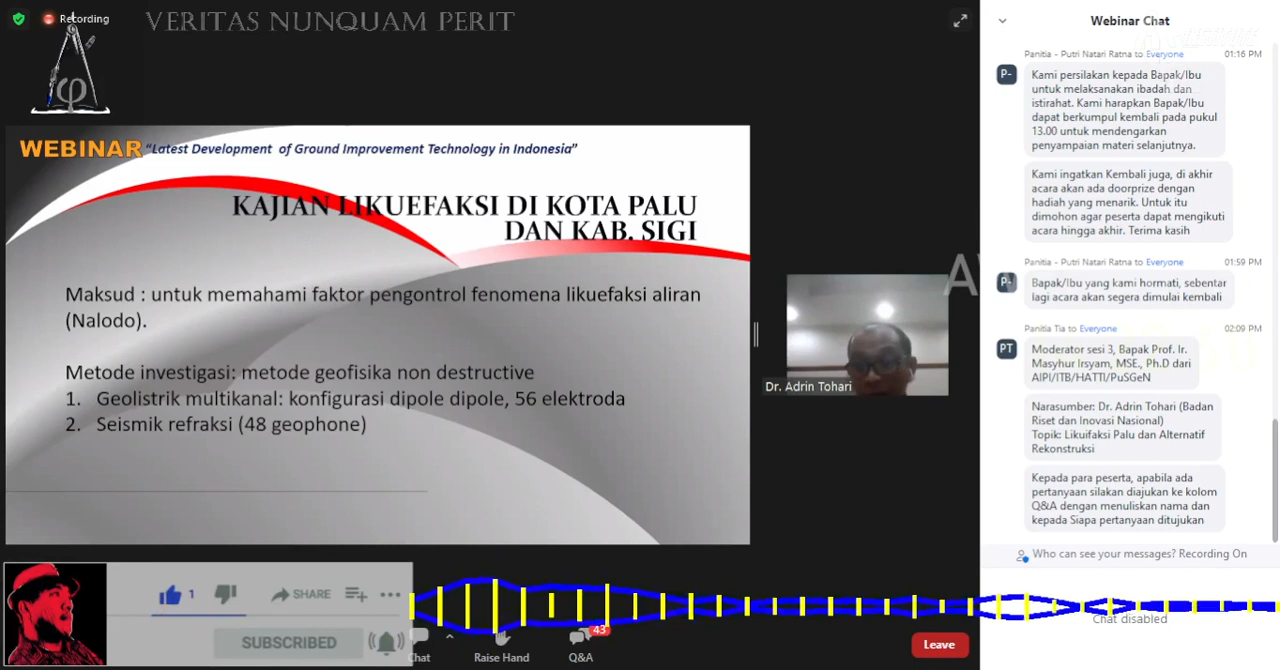 Recording
VERITAS NUNQUAM PERIT
WEBINAR "Latest Development of Ground Improvement Technology in Indonesia"
KAJIAN LIKUEFAKSI DI KOTA PALU
DAN KAB. SIGI
Maksud : untuk memahami faktor pengontrol fenomena likuefaksi aliran
(Nalodo).
Metode investigasi: metode geofisika non destructive
1. Geolistrik multikanal: konfigurasi dipole dipole, 56 elektroda
2. Seismik refraksi (48 geophone)
Dr. Adrin Tohari
1
SHARE
SUBSCRIBED
Chat
Raise Hand
Q&A
43
Leave
Webinar Chat
Panitia - Putri Natari Ratna to Everyone 01:16 PM
P-
Kami persilakan kepada Bapak/Ibu
untuk melaksanakan ibadah dan
istirahat. Kami harapkan Bapak/Ibu
dapat berkumpul kembali pada pukul
13.00 untuk mendengarkan
penyampaian materi selanjutnya.
Kami ingatkan Kembali juga, di akhir
acara akan ada doorprize dengan
hadiah yang menarik. Untuk itu
dimohon agar peserta dapat mengikuti
acara hingga akhir. Terima kasih
Panitia - Putri Natari Ratna to Everyone 01:59 PM
P-
Bapak/Ibu yang kami hormati, sebentar
lagi acara akan segera dimulai kembali
Panitia Tia to Everyone 02:09 PM
PT
Moderator sesi 3, Bapak Prof. Ir.
Masyhur Irsyam, MSE., Ph.D dari
AIPI/ITB/HATTI/PuSGeN
Narasumber: Dr. Adrin Tohari (Badan
Riset dan Inovasi Nasional)
Topik: Likuifaksi Palu dan Alternatif
Rekonstruksi
Kepada para peserta, apabila ada
pertanyaan silakan diajukan ke kolom
Q&A dengan menuliskan nama dan
kepada Siapa pertanyaan ditujukan
Who can see your messages? Recording On
Chat disabled